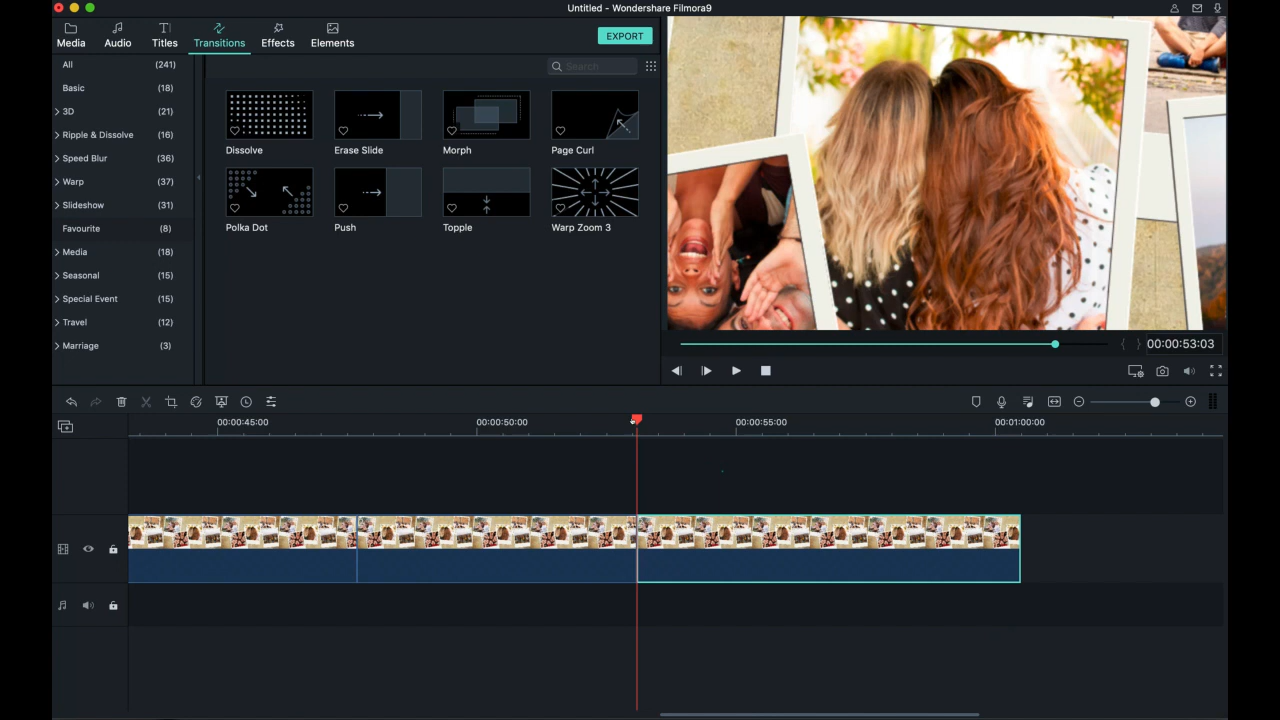 Untitled - Wondershare Filmora9
Media
Audio
Titles
Transitions
Effects
Elements
EXPORT
All (241)
Basic (18)
3D (21)
Ripple & Dissolve (16)
Speed Blur (36)
Warp (37)
Slideshow (31)
Favourite (8)
Media (18)
Seasonal (15)
Special Event (15)
Travel (12)
Marriage (3)
Search
Dissolve
Erase Slide
Morph
Page Curl
Polka Dot
Push
Topple
Warp Zoom 3
00:00:53:03
00:00:45:00
00:00:50:00
00:00:55:00
00:01:00:00